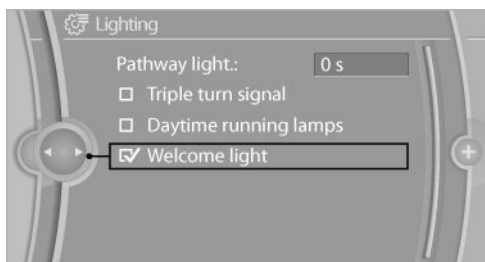 Lighting
Pathway light.: 0 s
Triple turn signal
Daytime running lamps
Welcome light